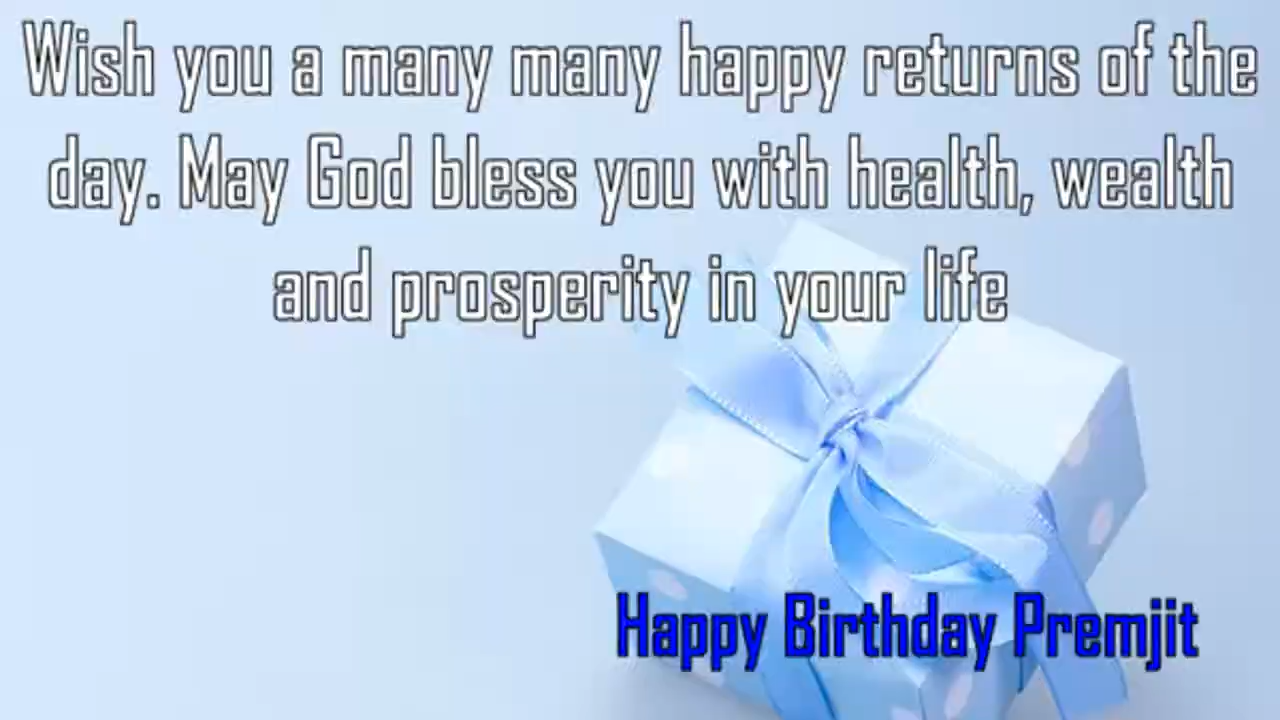 Wish you a many many happy returns of the
day. May God bless you with health, wealth
and prosperity in your life
Happy Birthday Premjit